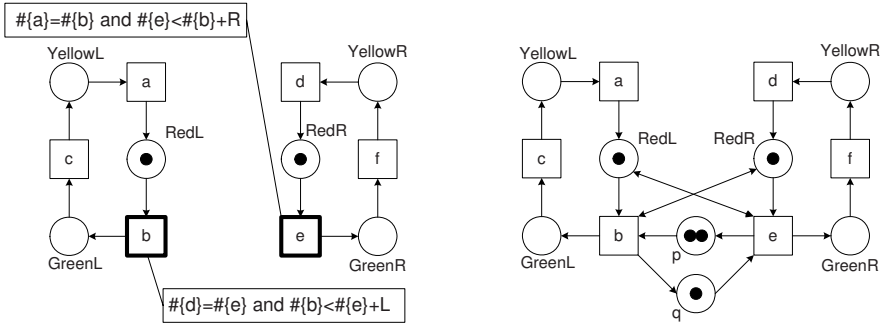 #{a}=#{b} and #{e}<#{b}+R
YellowL
a
d
YellowR
RedL
RedR
c
f
b
e
GreenL
GreenR
#{d}=#{e} and #{b}<#{e}+L
YellowL
a
d
YellowR
RedL
RedR
c
f
b
p
e
GreenL
q
GreenR